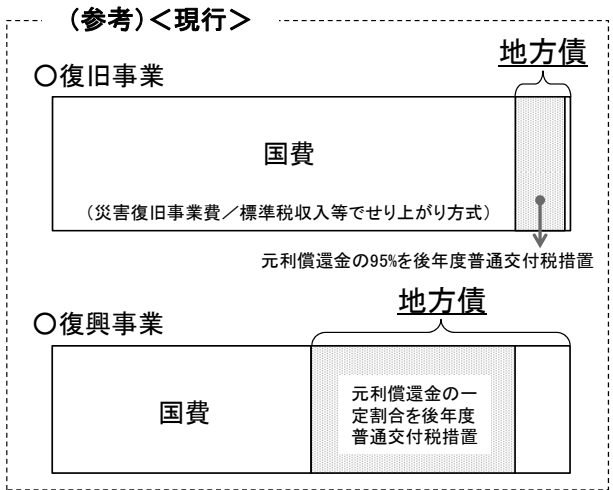 (参考)<現行>
○復旧事業
地方債
国費
(災害復旧事業費/標準税収入等でせり上がり方式)
元利償還金の95%を後年度普通交付税措置
○復興事業
地方債
国費
元利償還金の一
定割合を後年度
普通交付税措置